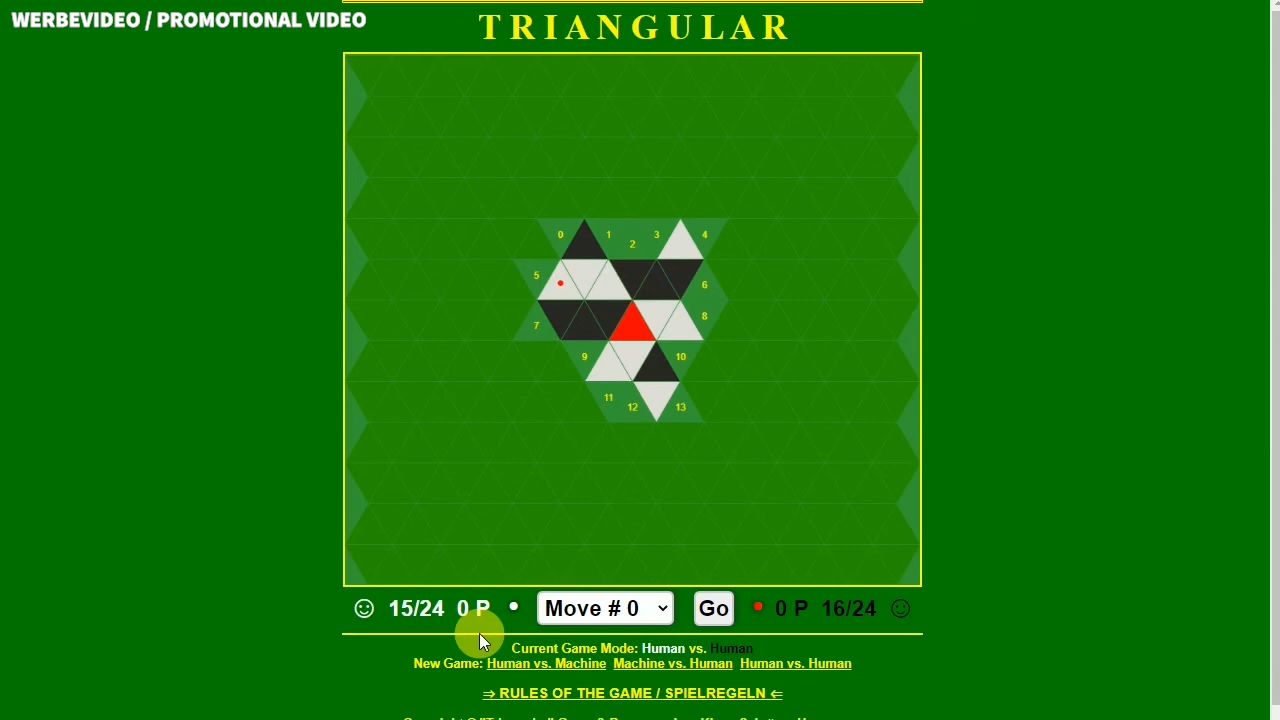 WERBEVIDEO / PROMOTIONAL VIDEO
TRIANGULAR
0 1 2 3 4
5 6
7 8
9 10
11 12 13
☺ 15/24 0 P Move # 0 Go 0 P 16/24 ☺
Current Game Mode: Human vs. Human
New Game: Human vs. Machine Machine vs. Human Human vs. Human
⇒ RULES OF THE GAME / SPIELREGELN ⇐